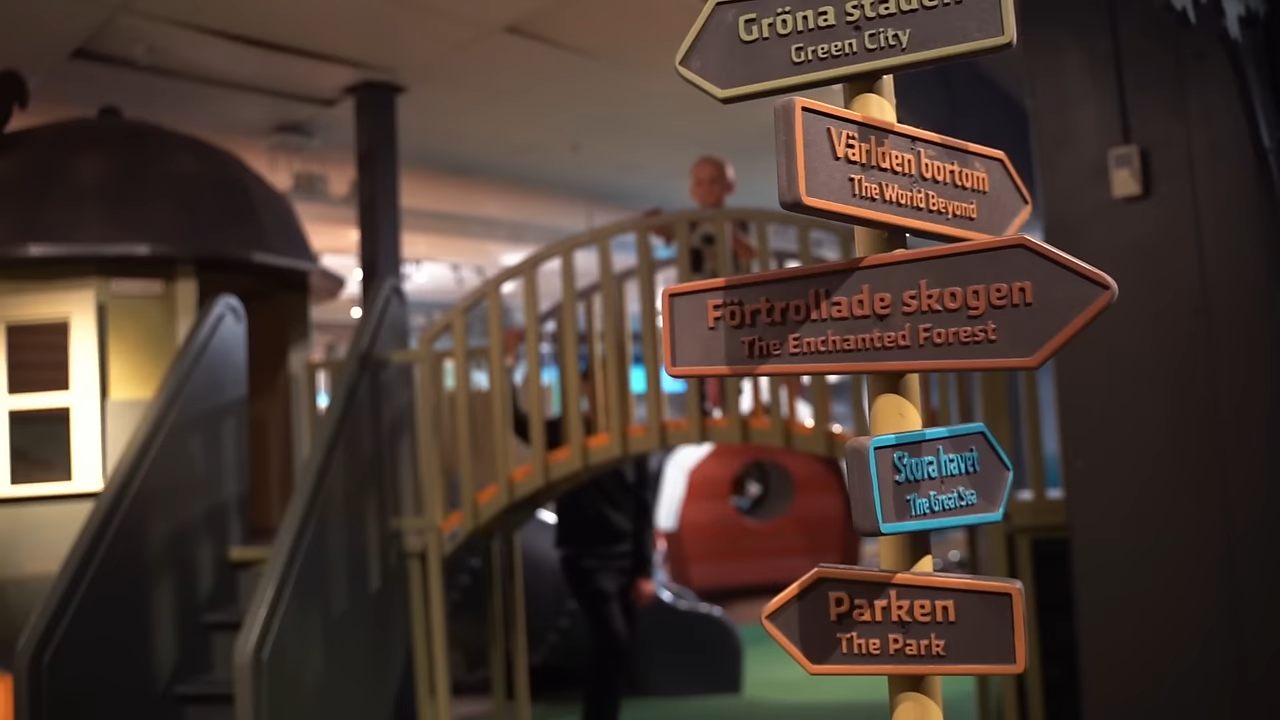 Gröna staden
Green City
Världen bortom
The World Beyond
Förtrollade skogen
The Enchanted Forest
Stora havet
The Great Sea
Parken
The Park